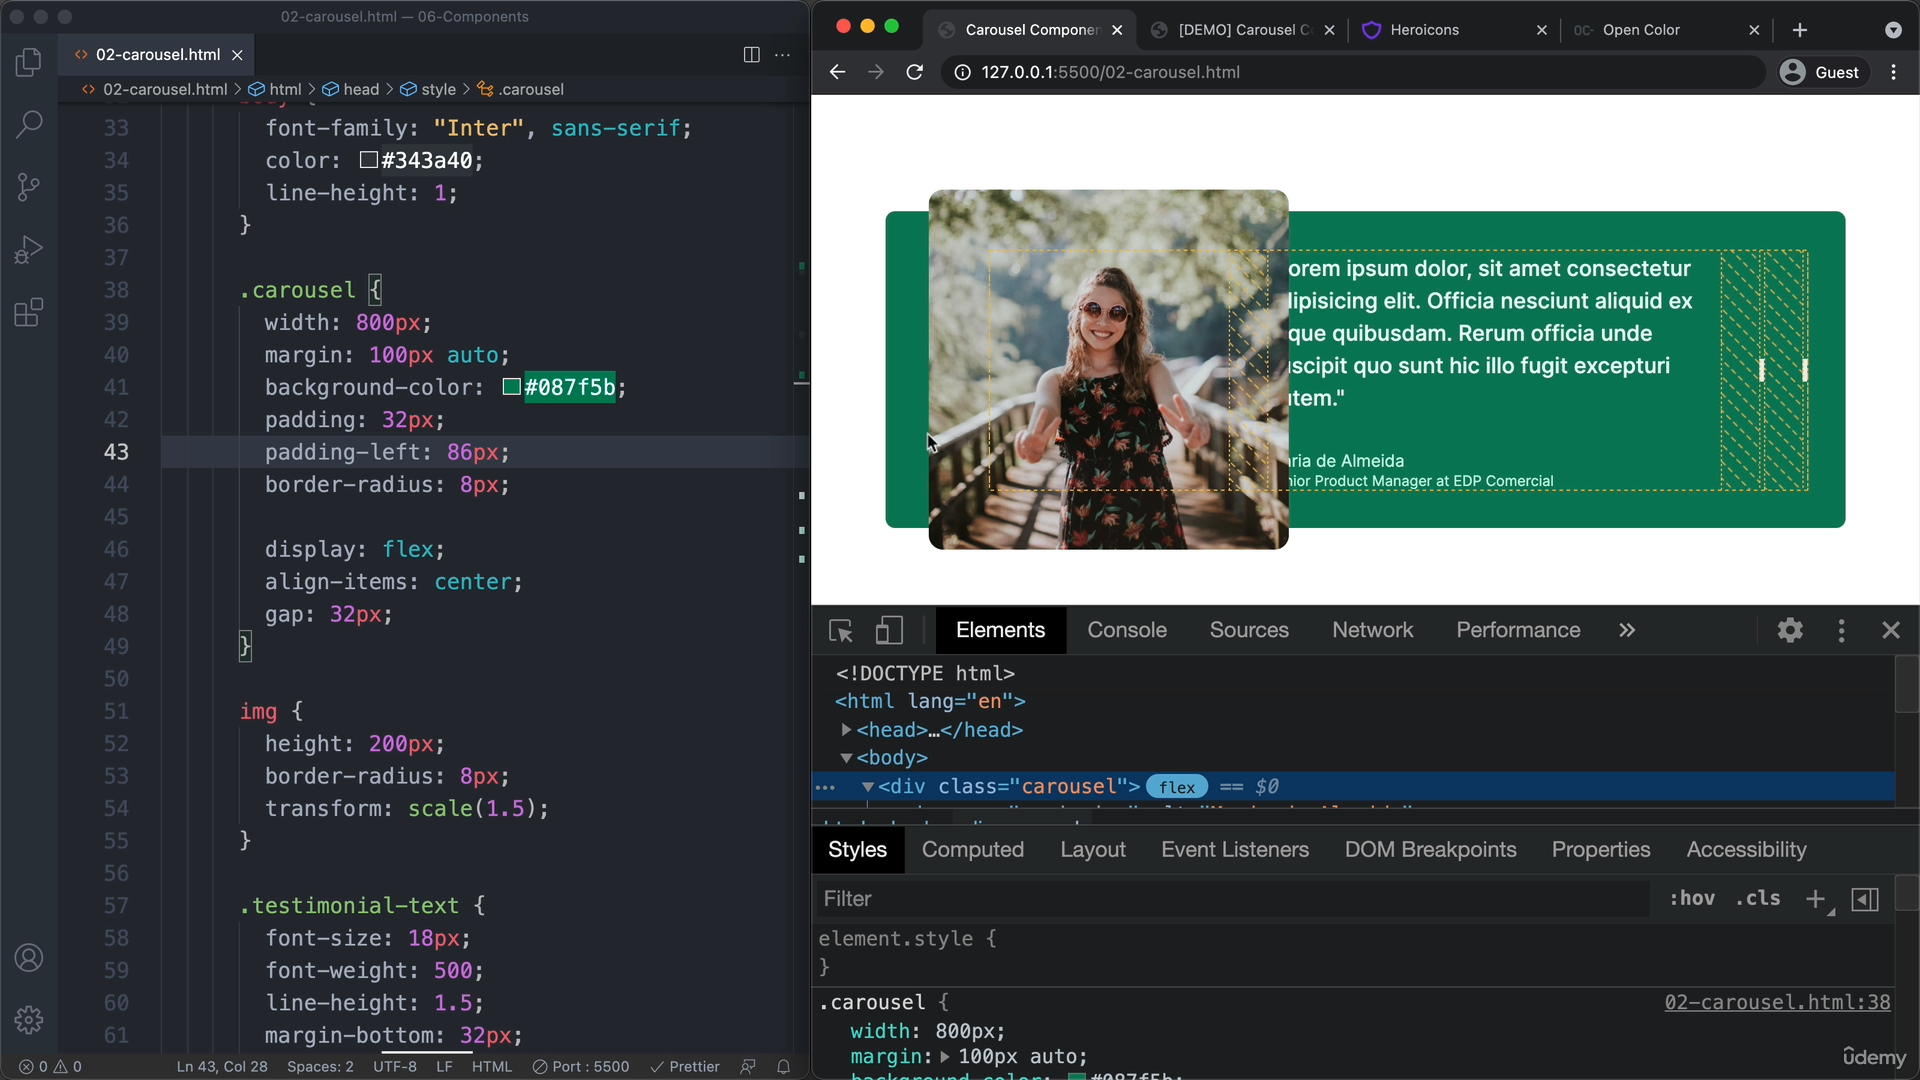 02-carousel.html — 06-Components
02-carousel.html
02-carousel.html > html > head > style > .carousel
33 font-family: "Inter", sans-serif;
34 color: #343a40;
35 line-height: 1;
36 }
37
38 .carousel {
39 width: 800px;
40 margin: 100px auto;
41 background-color: #087f5b;
42 padding: 32px;
43 padding-left: 86px;
44 border-radius: 8px;
45
46 display: flex;
47 align-items: center;
48 gap: 32px;
49 }
50
51 img {
52 height: 200px;
53 border-radius: 8px;
54 transform: scale(1.5);
55 }
56
57 .testimonial-text {
58 font-size: 18px;
59 font-weight: 500;
60 line-height: 1.5;
61 margin-bottom: 32px;
0 0 Ln 43, Col 28 Spaces: 2 UTF-8 LF HTML Port : 5500 Prettier
Carousel Componen [DEMO] Carousel C Heroicons Open Color
127.0.0.1:5500/02-carousel.html Guest
orem ipsum dolor, sit amet consectetur
lipisicing elit. Officia nesciunt aliquid ex
que quibusdam. Rerum officia unde
scipit quo sunt hic illo fugit excepturi
tem."
ria de Almeida
nior Product Manager at EDP Comercial
Elements Console Sources Network Performance »
<!DOCTYPE html>
<html lang="en">
<head>…</head>
<body>
<div class="carousel"> flex == $0
Styles Computed Layout Event Listeners DOM Breakpoints Properties Accessibility
Filter :hov .cls +
element.style {
}
.carousel { 02-carousel.html:38
width: 800px;
margin: 100px auto;
background-color: #087f5b;
ûdemy